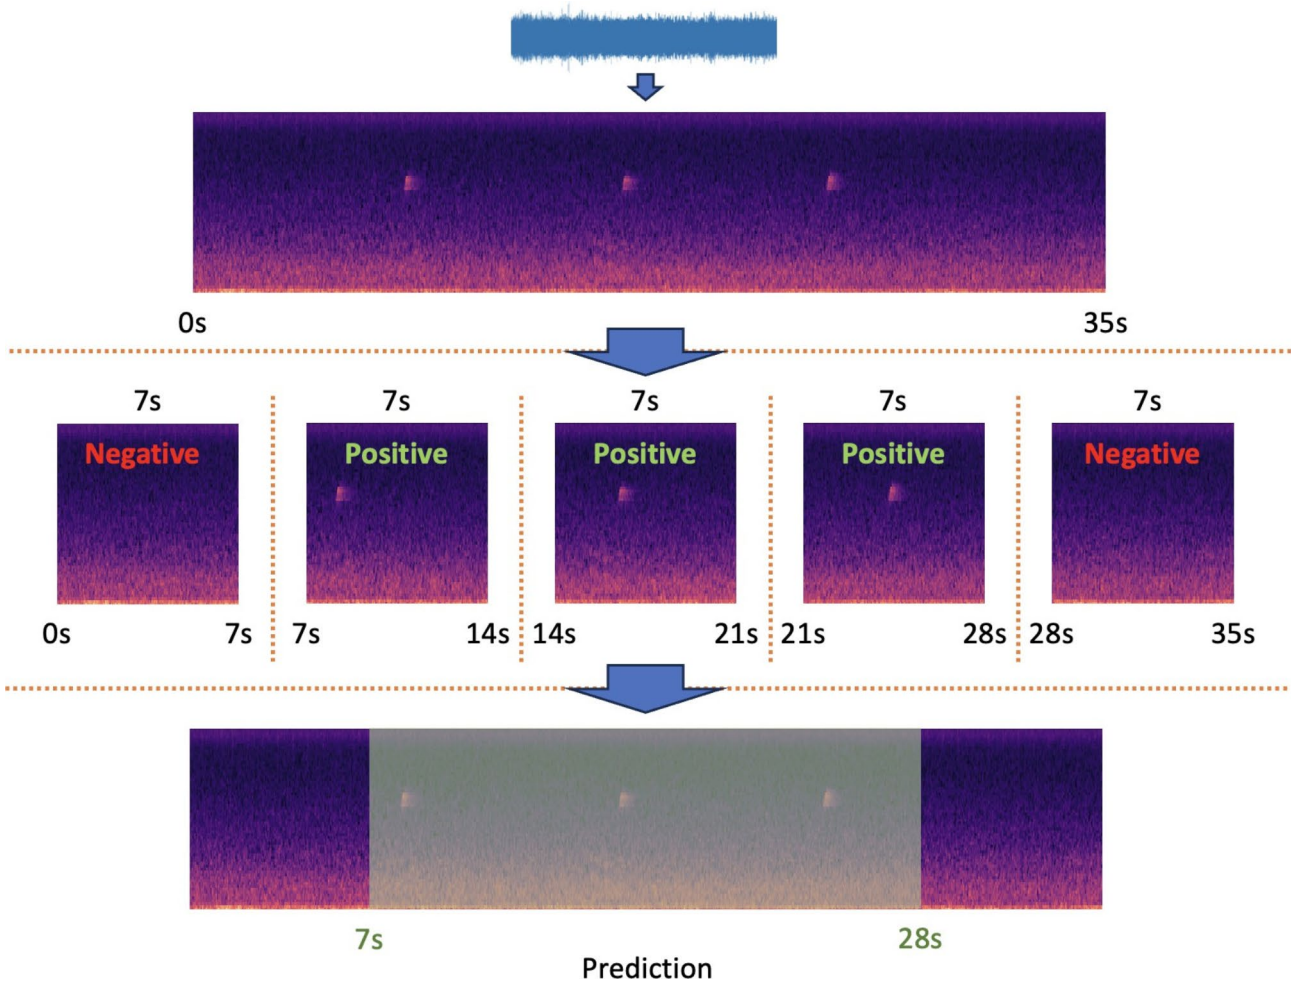 0s 35s
7s 7s 7s 7s 7s
Negative Positive Positive Positive Negative
0s 7s 7s 14s 14s 21s 21s 28s 28s 35s
7s 28s
Prediction